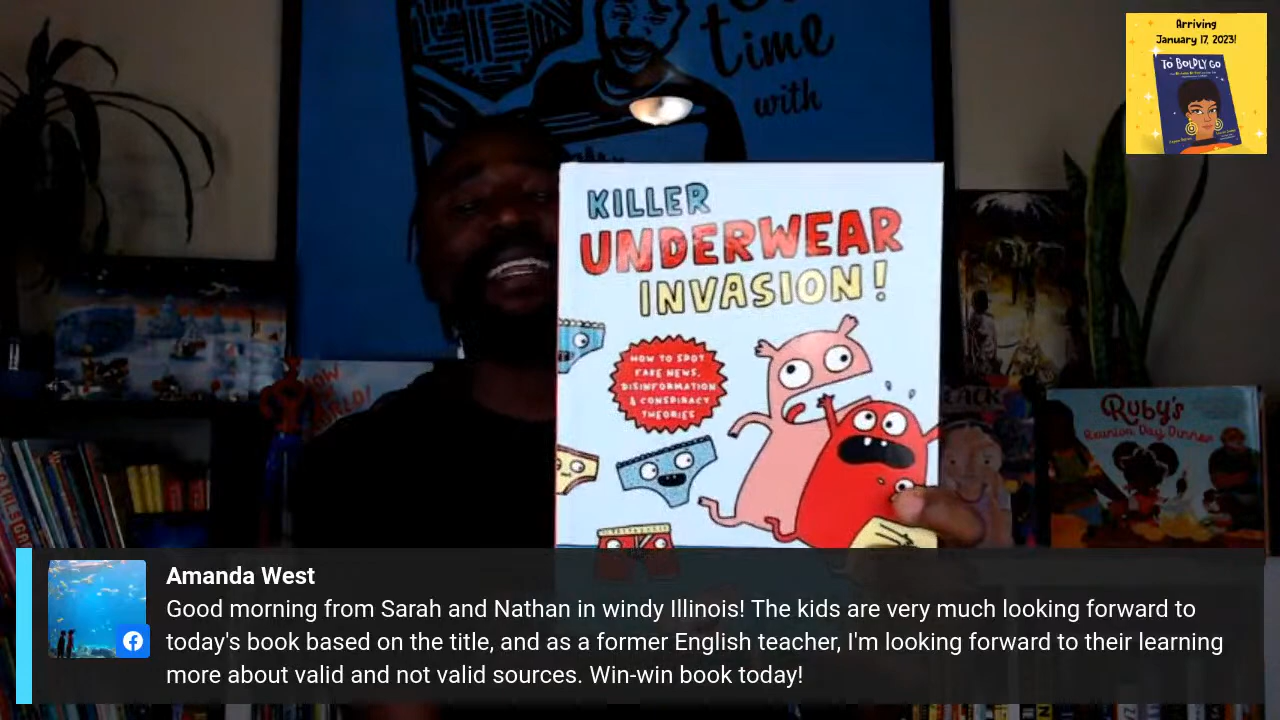 time
with
Arriving
January 17, 2023!
TO BOLDLY GO
KILLER
UNDERWEAR
INVASION!
HOW TO SPOT
FAKE NEWS,
DISINFORMATION
& CONSPIRACY
THEORIES
Ruby's
Reunion Day Dinner
Amanda West
Good morning from Sarah and Nathan in windy Illinois! The kids are very much looking forward to
today's book based on the title, and as a former English teacher, I'm looking forward to their learning
more about valid and not valid sources. Win-win book today!